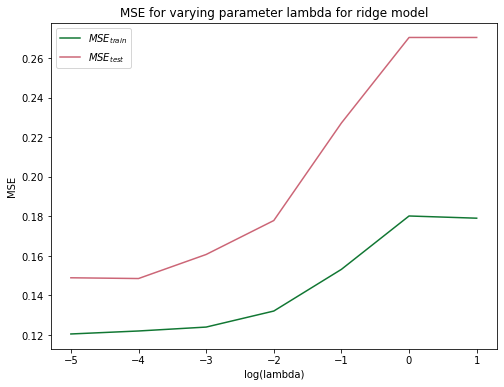 MSE for varying parameter lambda for ridge model
MSE_train
MSE_test
0.26
0.24
0.22
0.20
0.18
0.16
0.14
0.12
MSE
−5 −4 −3 −2 −1 0 1
log(lambda)